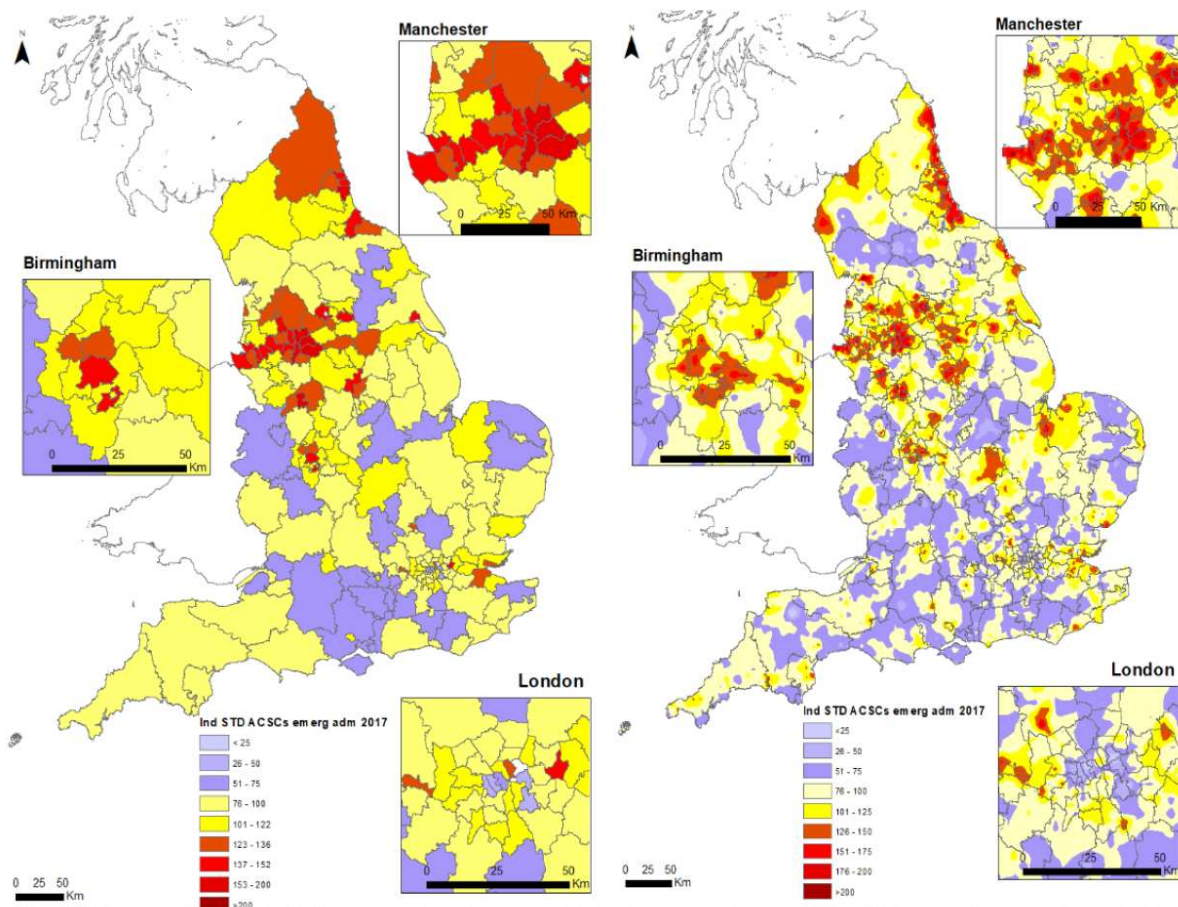 N
Manchester
0 25 50 Km
Birmingham
0 25 50
Km
London
Ind STD ACSCs emerg adm 2017
< 25
26 - 50
51 - 75
76 - 100
101 - 122
123 - 136
137 - 152
153 - 200
>200
0 25 50
Km
0 25 50
Km
N
Manchester
0 25 50 Km
Birmingham
0 25 50
Km
London
Ind STD ACSCs emerg adm 2017
< 25
26 - 50
51 - 75
76 - 100
101 - 125
126 - 150
151 - 175
176 - 200
>200
0 25 50
Km
0 25 50
Km